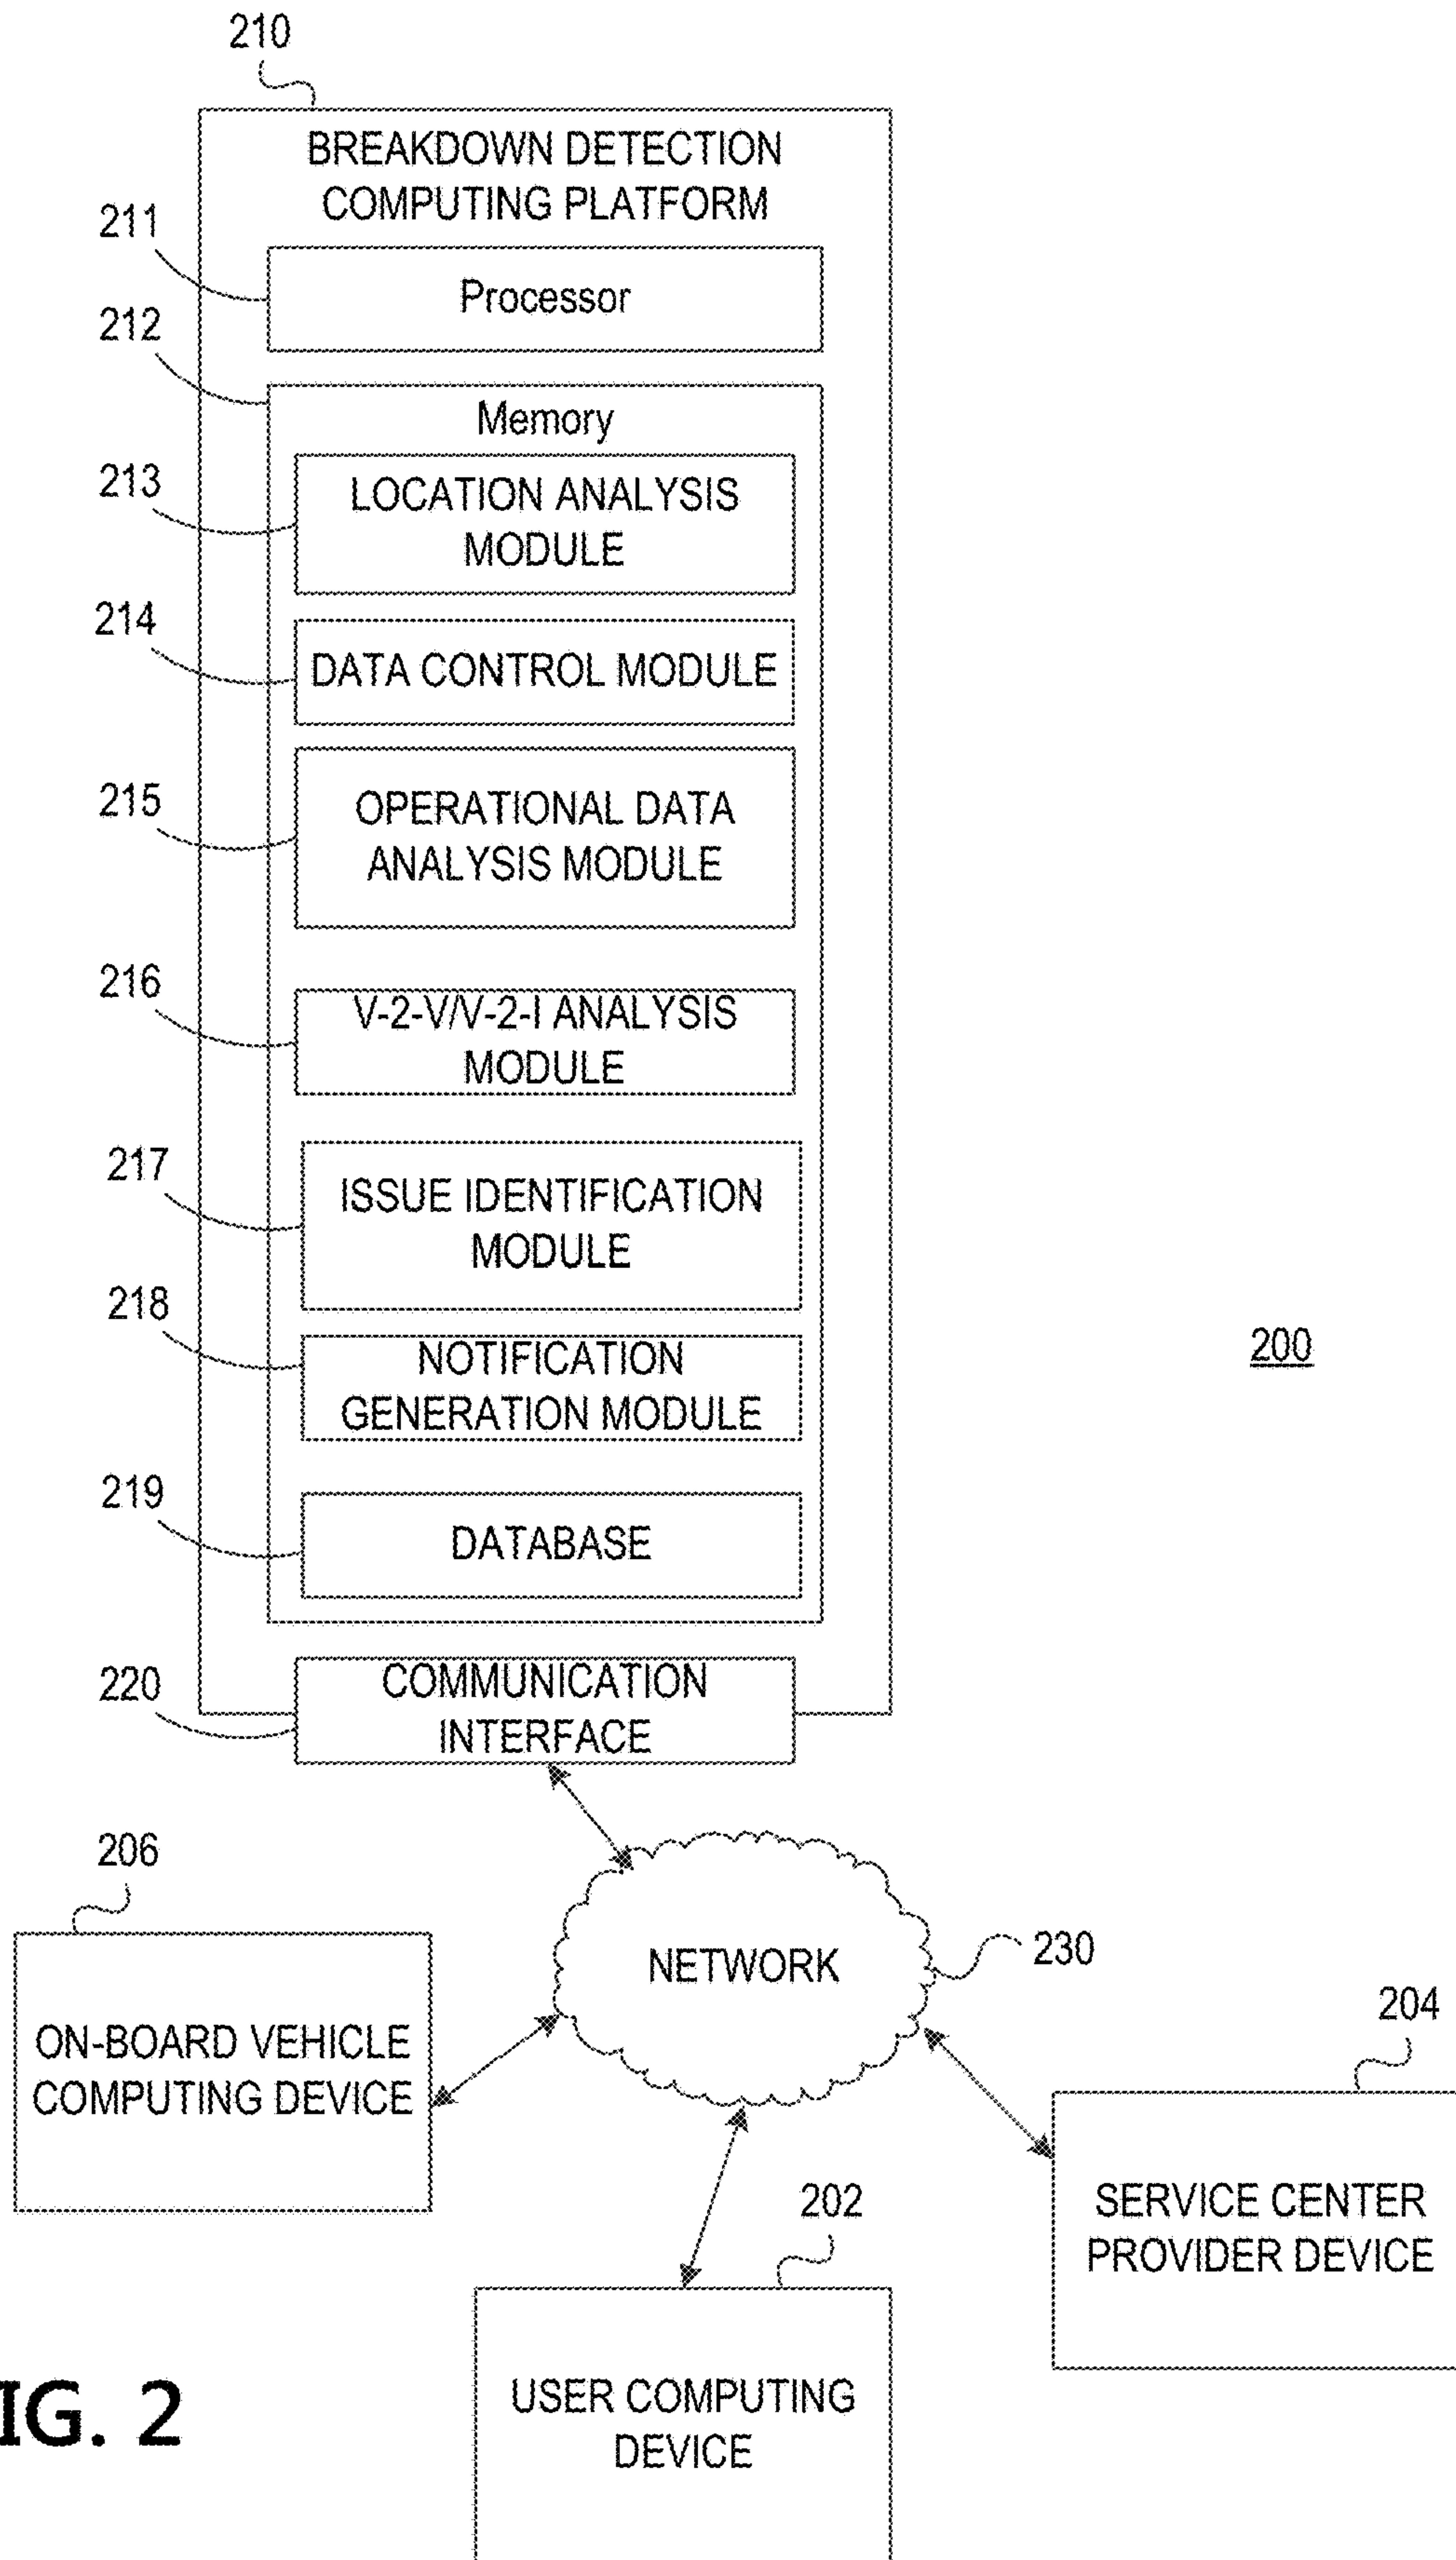 210
BREAKDOWN DETECTION
COMPUTING PLATFORM
211
Processor
212
Memory
213
LOCATION ANALYSIS
MODULE
214
DATA CONTROL MODULE
215
OPERATIONAL DATA
ANALYSIS MODULE
216
V-2-V/V-2-I ANALYSIS
MODULE
217
ISSUE IDENTIFICATION
MODULE
218
NOTIFICATION
GENERATION MODULE
200
219
DATABASE
220
COMMUNICATION
INTERFACE
206
NETWORK
230
ON-BOARD VEHICLE
COMPUTING DEVICE
204
SERVICE CENTER
PROVIDER DEVICE
202
USER COMPUTING
DEVICE
IG. 2